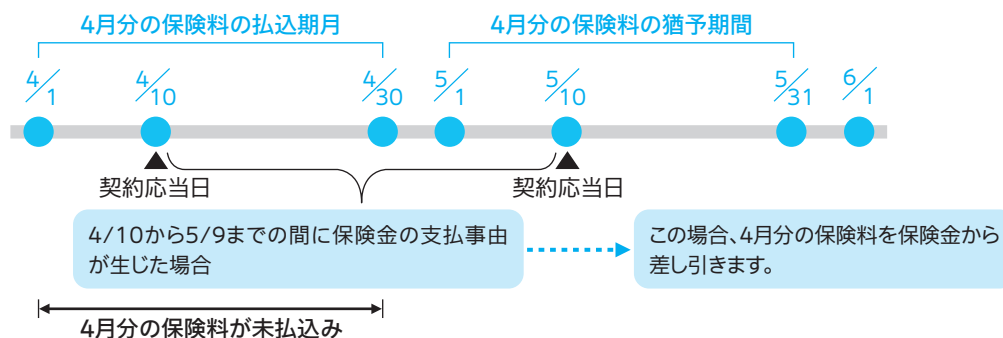 4月分の保険料の払込期月
4月分の保険料の猶予期間
4/1
4/10
4/30
5/1
5/10
5/31
6/1
契約応当日
契約応当日
4/10から5/9までの間に保険金の支払事由
が生じた場合
この場合、4月分の保険料を保険金から
差し引きます。
4月分の保険料が未払込み